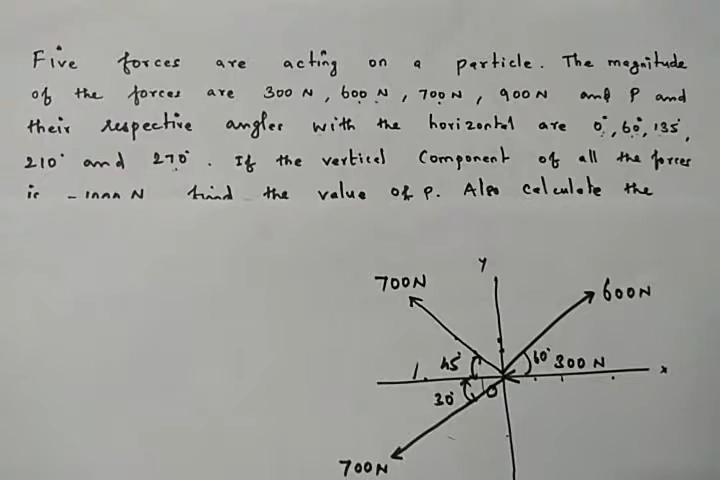 Five forces are acting on a particle. The magnitude
of the forces are 300 N, 600 N, 700 N, 900 N and P and
their respective angles with the horizontal are 0°, 60°, 135°,
210° and 270°. If the vertical Component of all the forces
is -1000 N find the value of P. Also calculate the
Y
700N
600N
45°
60°
300 N
x
30°
O
700N